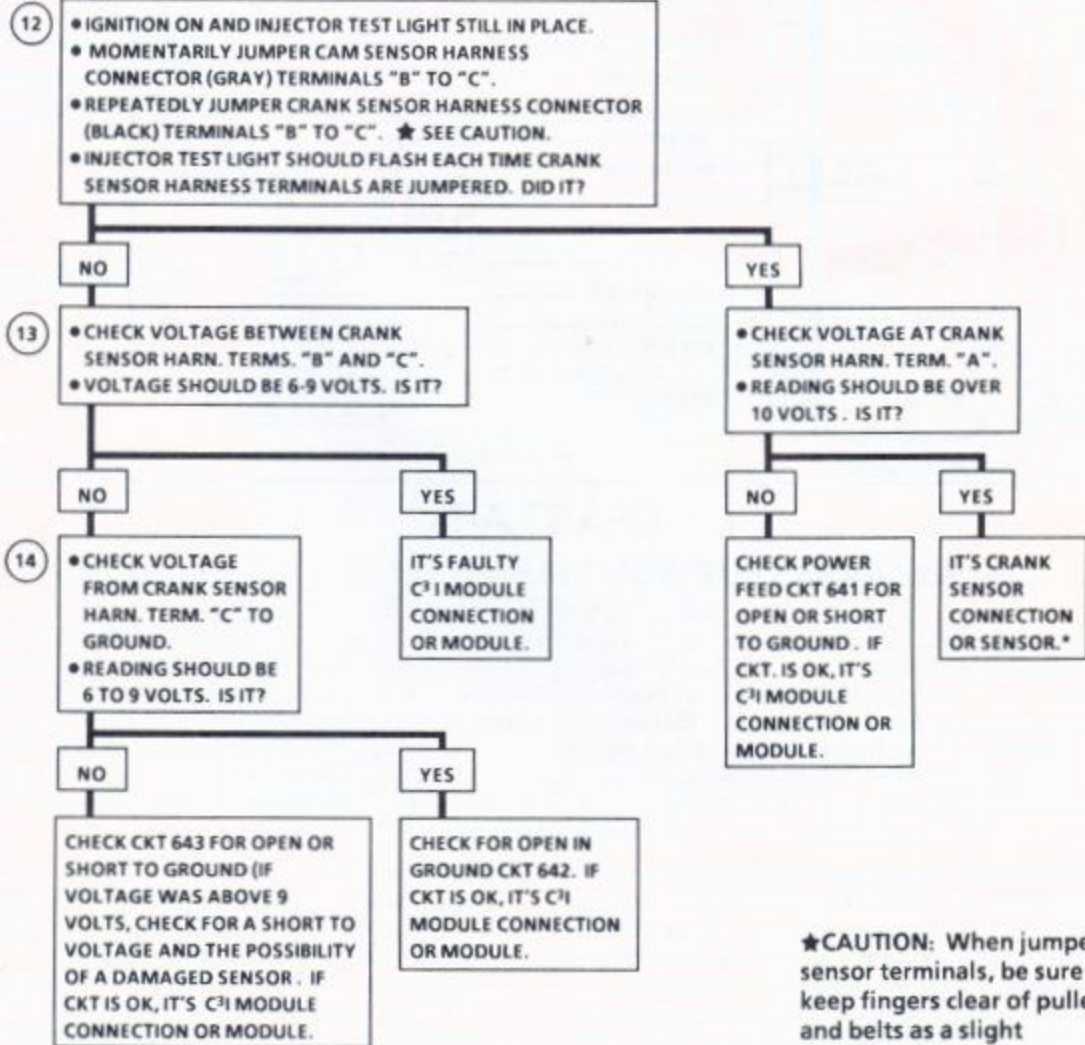 12
• IGNITION ON AND INJECTOR TEST LIGHT STILL IN PLACE.
• MOMENTARILY JUMPER CAM SENSOR HARNESS
CONNECTOR (GRAY) TERMINALS "B" TO "C".
• REPEATEDLY JUMPER CRANK SENSOR HARNESS CONNECTOR
(BLACK) TERMINALS "B" TO "C". ★ SEE CAUTION.
• INJECTOR TEST LIGHT SHOULD FLASH EACH TIME CRANK
SENSOR HARNESS TERMINALS ARE JUMPERED. DID IT?
NO
YES
13
• CHECK VOLTAGE BETWEEN CRANK
SENSOR HARN. TERMS. "B" AND "C".
• VOLTAGE SHOULD BE 6-9 VOLTS. IS IT?
• CHECK VOLTAGE AT CRANK
SENSOR HARN. TERM. "A".
• READING SHOULD BE OVER
10 VOLTS . IS IT?
NO
YES
NO
YES
14
• CHECK VOLTAGE
FROM CRANK SENSOR
HARN. TERM. "C" TO
GROUND.
• READING SHOULD BE
6 TO 9 VOLTS. IS IT?
IT'S FAULTY
C³ I MODULE
CONNECTION
OR MODULE.
CHECK POWER
FEED CKT 641 FOR
OPEN OR SHORT
TO GROUND . IF
CKT. IS OK, IT'S
C³I MODULE
CONNECTION OR
MODULE.
IT'S CRANK
SENSOR
CONNECTION
OR SENSOR.*
NO
YES
CHECK CKT 643 FOR OPEN OR
SHORT TO GROUND (IF
VOLTAGE WAS ABOVE 9
VOLTS, CHECK FOR A SHORT TO
VOLTAGE AND THE POSSIBILITY
OF A DAMAGED SENSOR . IF
CKT IS OK, IT'S C³I MODULE
CONNECTION OR MODULE.
CHECK FOR OPEN IN
GROUND CKT 642. IF
CKT IS OK, IT'S C³I
MODULE CONNECTION
OR MODULE.
★CAUTION: When jumpe
sensor terminals, be sure
keep fingers clear of pulle
and belts as a slight